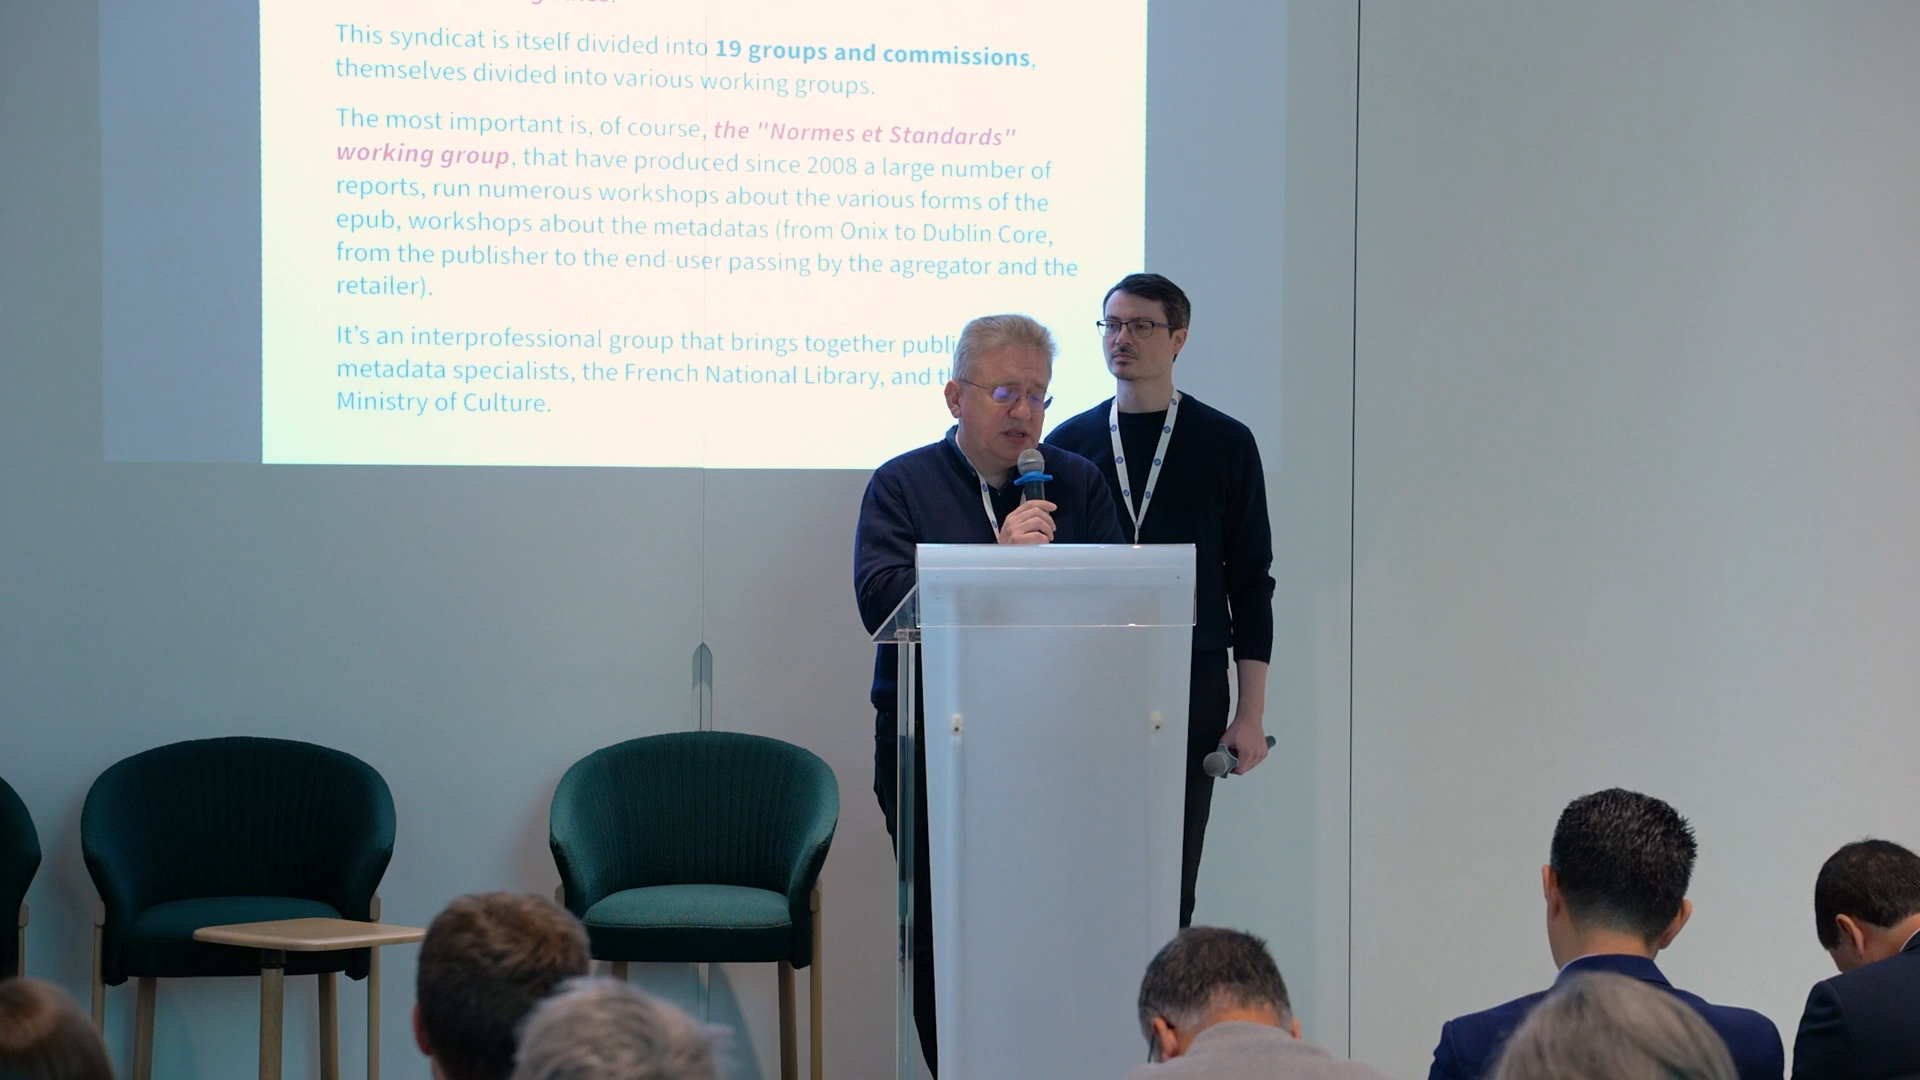 This syndicat is itself divided into 19 groups and commissions,
themselves divided into various working groups.
The most important is, of course, the "Normes et Standards"
working group, that have produced since 2008 a large number of
reports, run numerous workshops about the various forms of the
epub, workshops about the metadatas (from Onix to Dublin Core,
from the publisher to the end-user passing by the agregator and the
retailer).
It's an interprofessional group that brings together publi
metadata specialists, the French National Library, and th
Ministry of Culture.